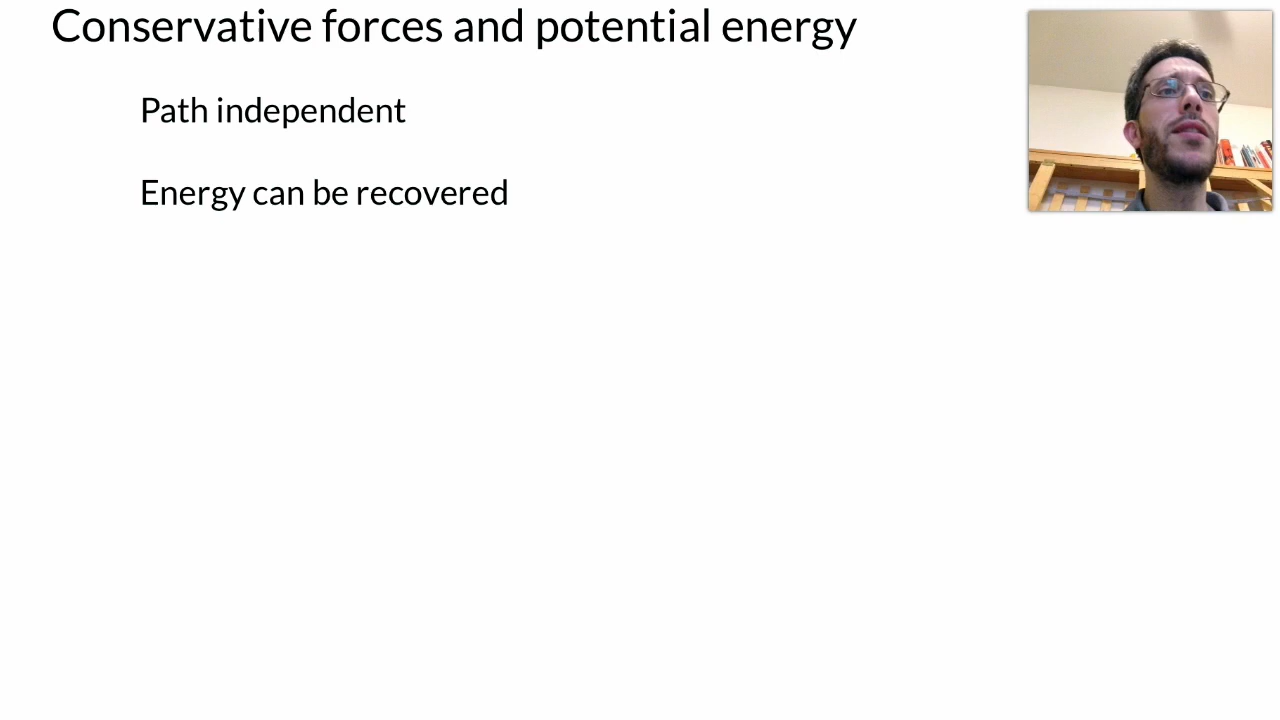 Conservative forces and potential energy
Path independent
Energy can be recovered